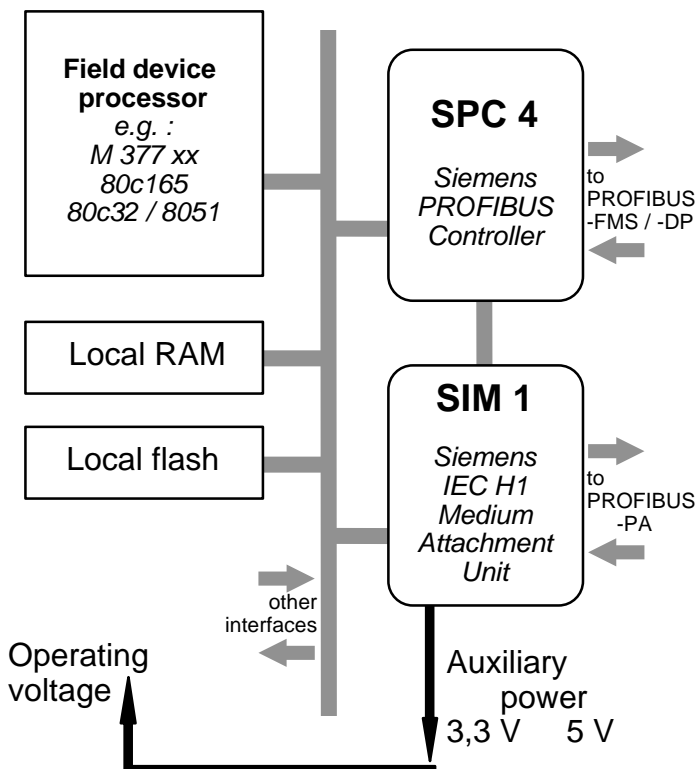 Field device
processor
e.g. :
M 377 xx
80c165
80c32 / 8051
Local RAM
Local flash
SPC 4
Siemens
PROFIBUS
Controller
to
PROFIBUS
-FMS / -DP
SIM 1
Siemens
IEC H1
Medium
Attachment
Unit
to
PROFIBUS
-PA
other
interfaces
Operating
voltage
Auxiliary
power
3,3 V 5 V